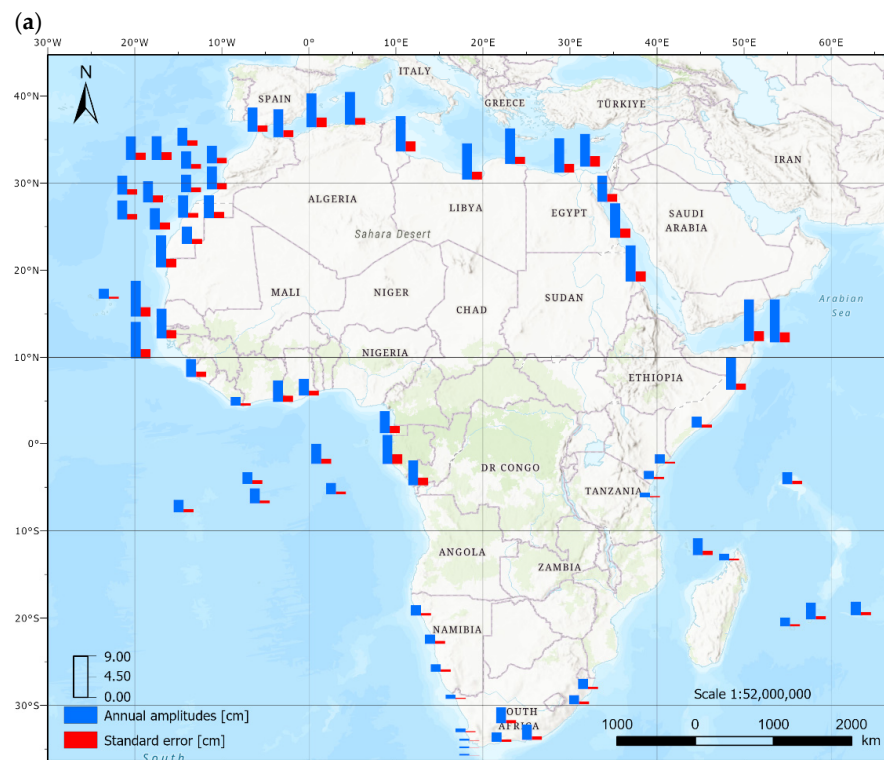 (a)
30°W 20°W 10°W 0° 10°E 20°E 30°E 40°E 50°E 60°E
N
ITALY
40°N
SPAIN
GREECE
TÜRKIYE
IRAN
30°N
ALGERIA
LIBYA
EGYPT
SAUDI
ARABIA
Sahara Desert
20°N
MALI
NIGER
CHAD
SUDAN
Arabian
Sea
10°N
NIGERIA
ETHIOPIA
0°
DR CONGO
TANZANIA
10°S
ANGOLA
ZAMBIA
20°S
NAMIBIA
9.00
4.50
0.00
30°S
Scale 1:52,000,000
Annual amplitudes [cm]
SOUTH
AFRICA
Standard error [cm]
1000 0 1000 2000
km
South